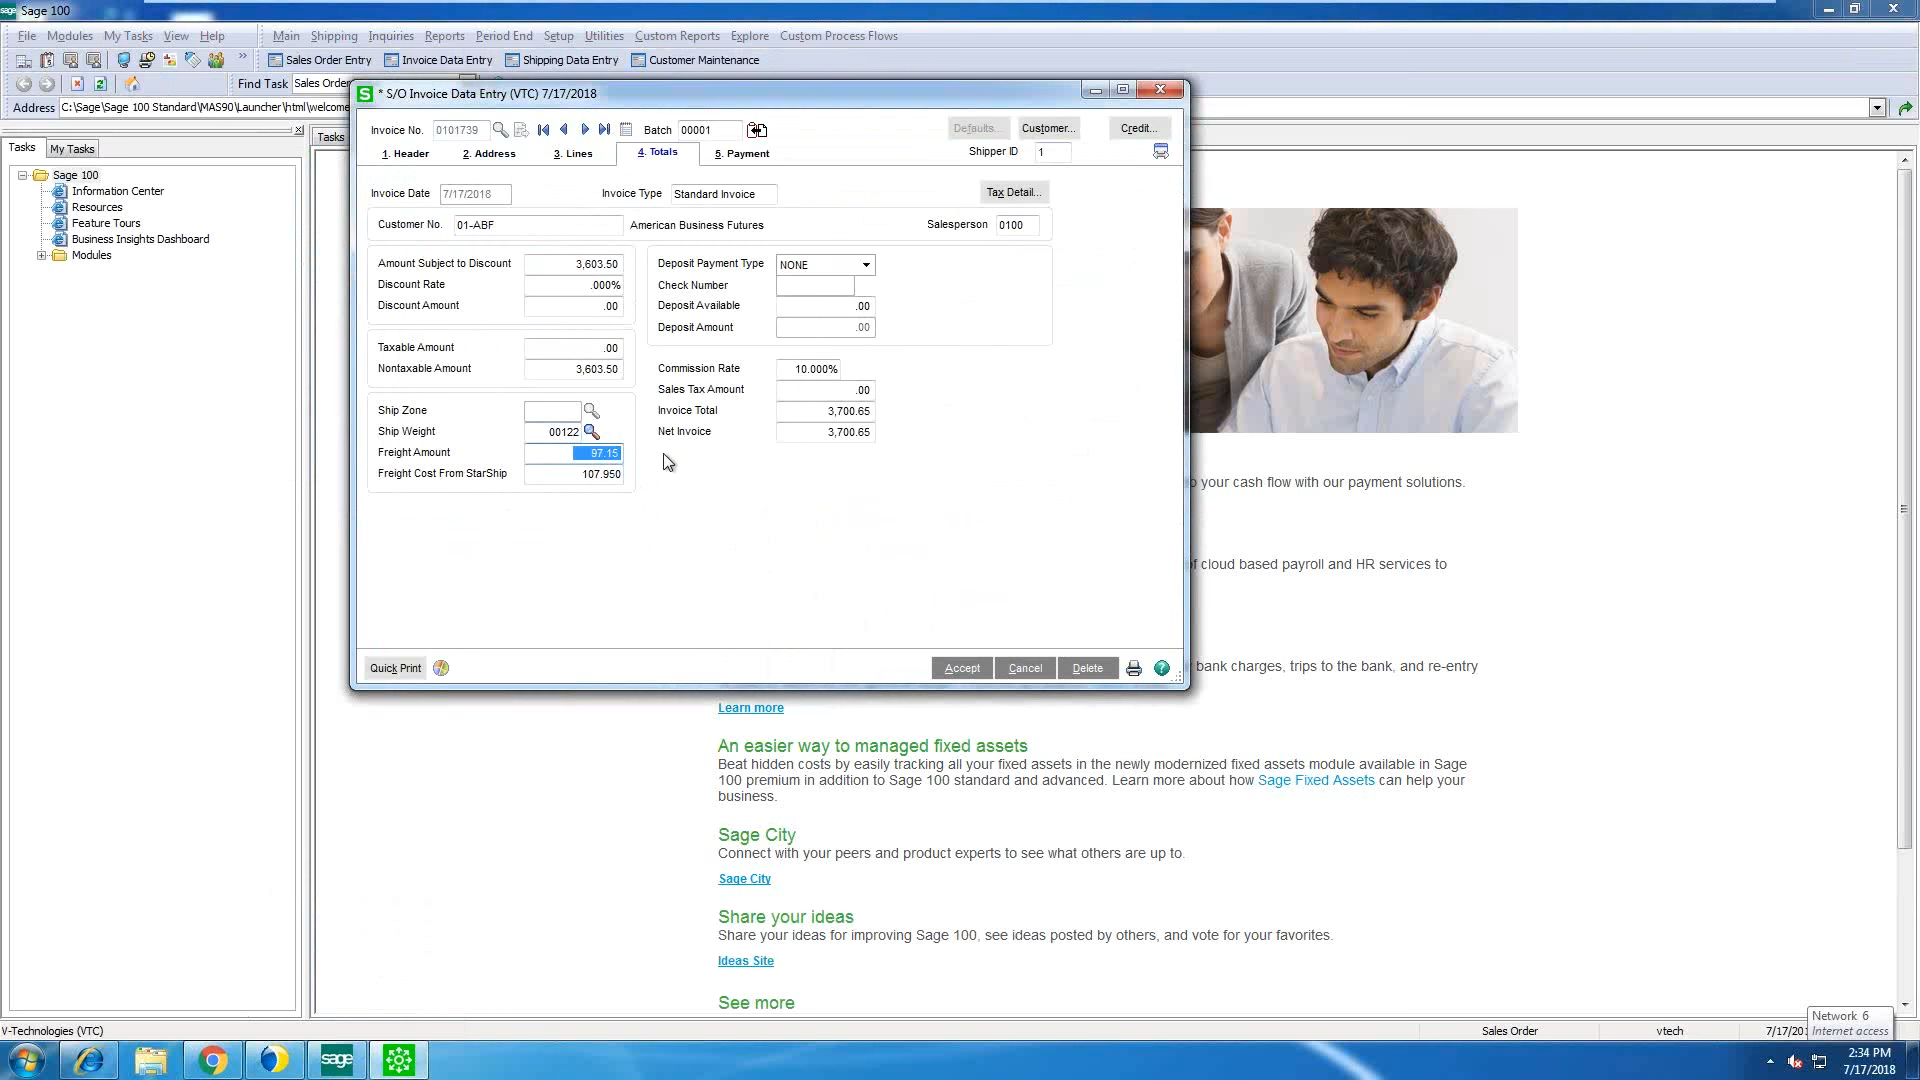 sage Sage 100
File Modules My Tasks View Help Main Shipping Inquiries Reports Period End Setup Utilities Custom Reports Explore Custom Process Flows
» Sales Order Entry Invoice Data Entry Shipping Data Entry Customer Maintenance
Find Task Sales Order
Address C:\Sage\Sage 100 Standard\MAS90\Launcher\html\welcome
Tasks My Tasks
Tasks
Sage 100
Information Center
Resources
Feature Tours
Business Insights Dashboard
Modules
S * S/O Invoice Data Entry (VTC) 7/17/2018
Invoice No. 0101739 Batch 00001 Defaults... Customer... Credit...
1. Header 2. Address 3. Lines 4. Totals 5. Payment Shipper ID 1
Invoice Date 7/17/2018 Invoice Type Standard Invoice Tax Detail...
Customer No. 01-ABF American Business Futures Salesperson 0100
Amount Subject to Discount 3,603.50
Discount Rate .000%
Discount Amount .00
Taxable Amount .00
Nontaxable Amount 3,603.50
Ship Zone
Ship Weight 00122
Freight Amount 97.15
Freight Cost From StarShip 107.950
Deposit Payment Type NONE
Check Number
Deposit Available .00
Deposit Amount .00
Commission Rate 10.000%
Sales Tax Amount .00
Invoice Total 3,700.65
Net Invoice 3,700.65
Quick Print Accept Cancel Delete
your cash flow with our payment solutions.
of cloud based payroll and HR services to
bank charges, trips to the bank, and re-entry
Learn more
An easier way to managed fixed assets
Beat hidden costs by easily tracking all your fixed assets in the newly modernized fixed assets module available in Sage
100 premium in addition to Sage 100 standard and advanced. Learn more about how Sage Fixed Assets can help your
business.
Sage City
Connect with your peers and product experts to see what others are up to.
Sage City
Share your ideas
Share your ideas for improving Sage 100, see ideas posted by others, and vote for your favorites.
Ideas Site
See more
Network 6
Internet access
V-Technologies (VTC) Sales Order vtech 7/17/201
sage
2:34 PM
7/17/2018